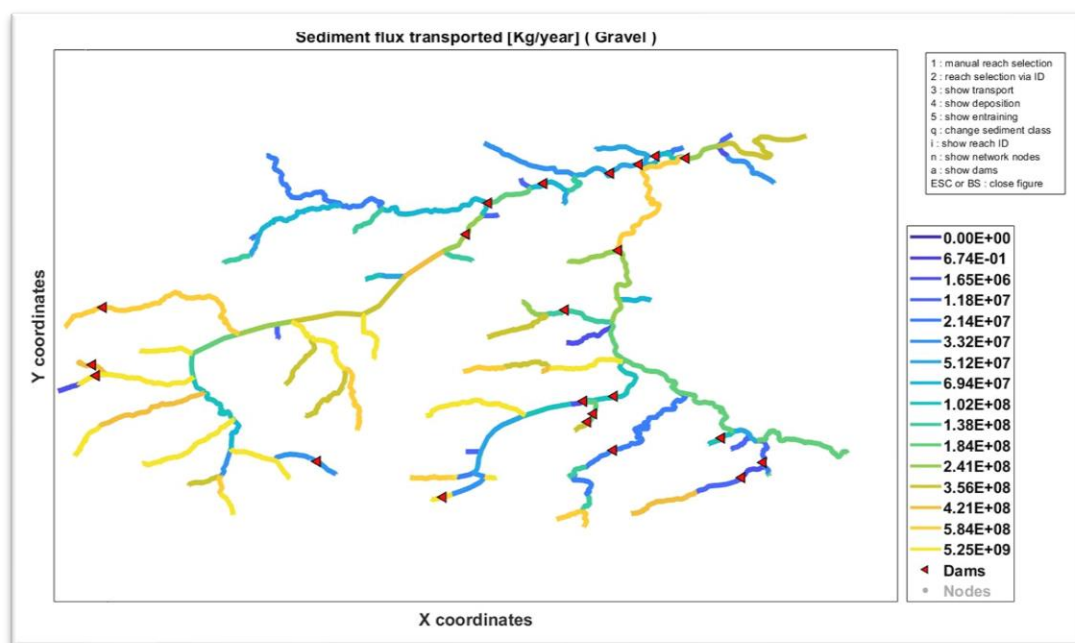 Sediment flux transported [Kg/year] ( Gravel )
1 : manual reach selection
2 : reach selection via ID
3 : show transport
4 : show deposition
5 : show entraining
q : change sediment class
i : show reach ID
n : show network nodes
a : show dams
ESC or BS : close figure
Y coordinates
0.00E+00
6.74E-01
1.65E+06
1.18E+07
2.14E+07
3.32E+07
5.12E+07
6.94E+07
1.02E+08
1.38E+08
1.84E+08
2.41E+08
3.56E+08
4.21E+08
5.84E+08
5.25E+09
Dams
Nodes
X coordinates